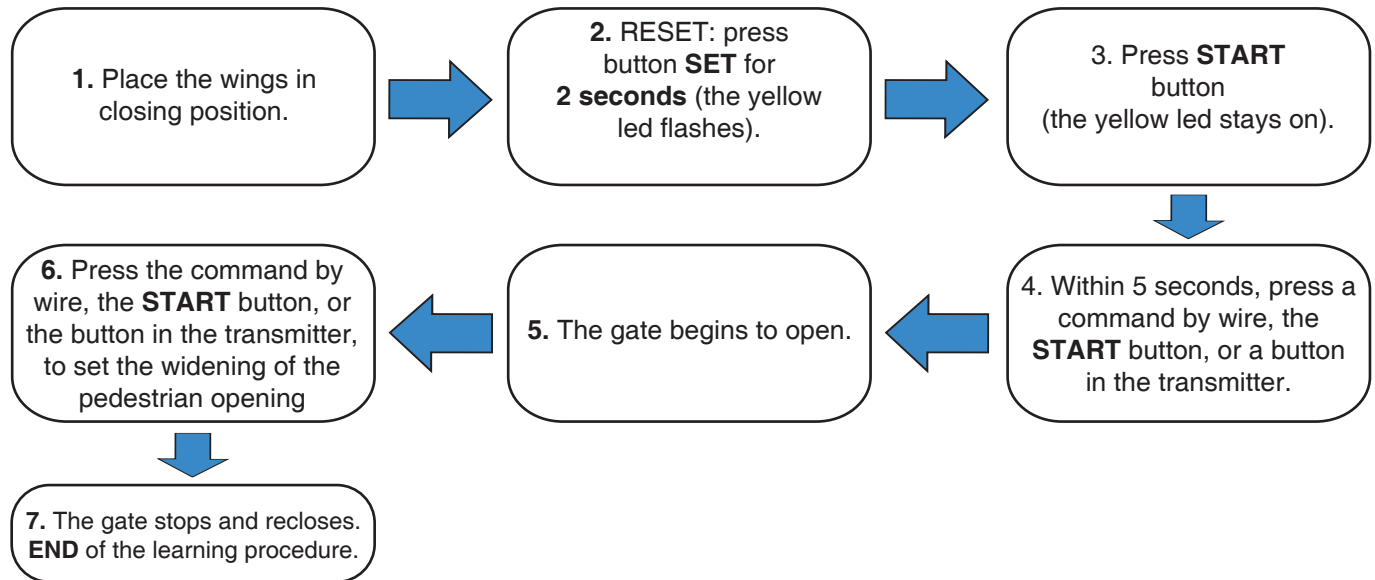 1. Place the wings in
closing position.
2. RESET: press
button SET for
2 seconds (the yellow
led flashes).
3. Press START
button
(the yellow led stays on).
4. Within 5 seconds, press a
command by wire, the
START button, or a button
in the transmitter.
5. The gate begins to open.
6. Press the command by
wire, the START button, or
the button in the transmitter,
to set the widening of the
pedestrian opening
7. The gate stops and recloses.
END of the learning procedure.